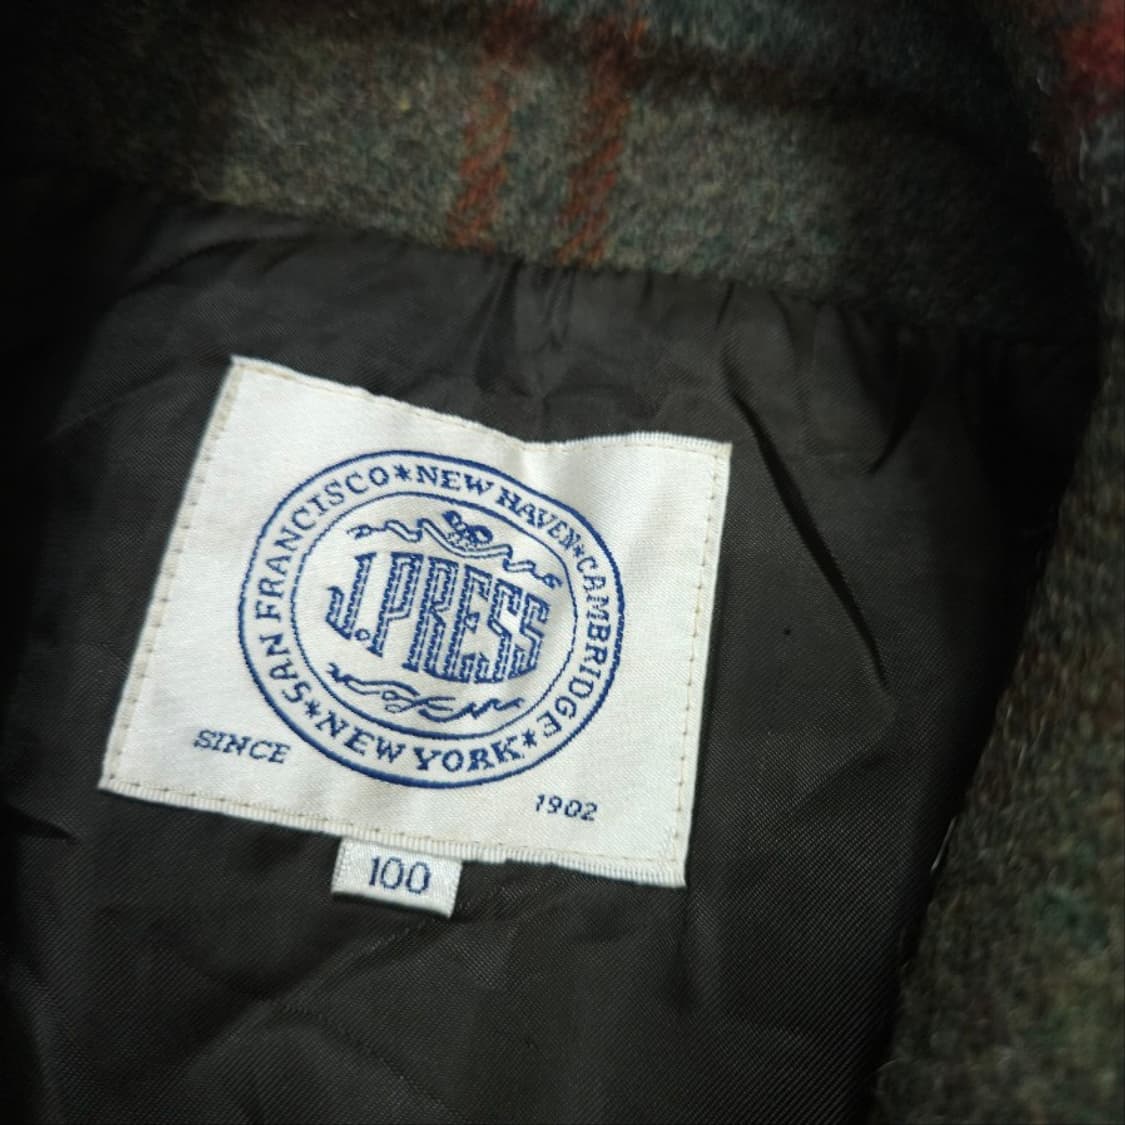 SAN FRANCISCO*NEW HAVEN*CAMBRIDGE*NEW YORK*
J.PRESS
SINCE
1902
100